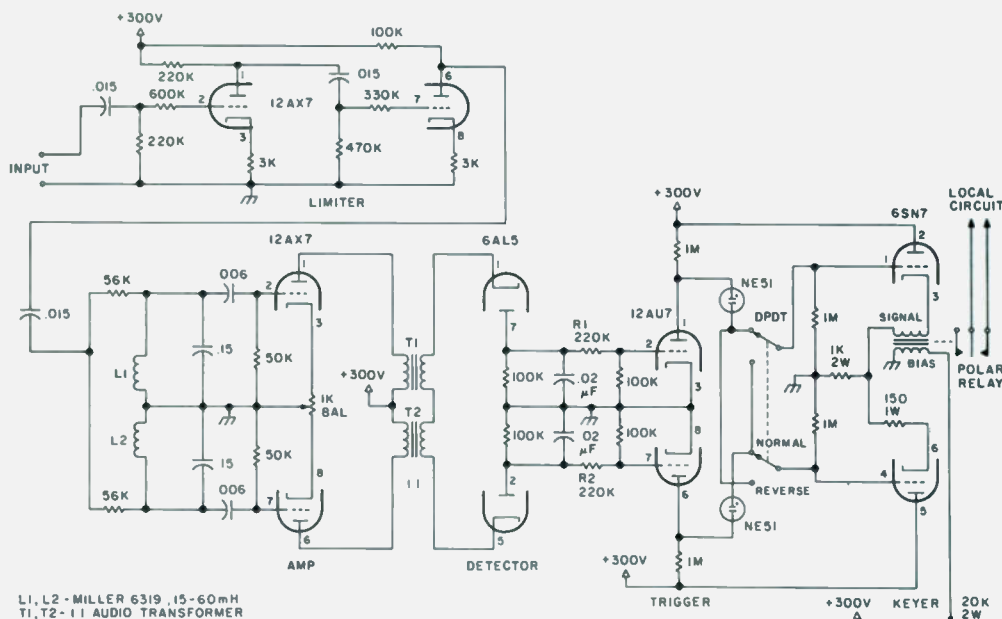 +300V
100K
220K
1
.015
6
.015
600K
2
12AX7
330K
7
3
8
220K
470K
INPUT
3K
3K
LIMITER
+300V
LOCAL
CIRCUIT
12AX7
6AL5
6SN7
2
56K
.006
1
1
1M
1
2
NE51
.015
3
12AU7
3
7
R1
220K
1
DPDT
SIGNAL
.15
50K
T1
2
1M
1K
2W
L1
+300V
100K
.02
µF
100K
3
BIAS
POLAR
RELAY
1K
BAL
T2
L2
100K
.02
µF
100K
8
1M
150
1W
.15
50K
NORMAL
6
8
1:1
7
4
56K
.006
7
2
R2
220K
6
REVERSE
5
6
5
NE51
AMP
DETECTOR
+300V
1M
L1, L2 - MILLER 6319, 15-60mH
T1, T2 - 1:1 AUDIO TRANSFORMER
TRIGGER
+300V
KEYER
20K
2W